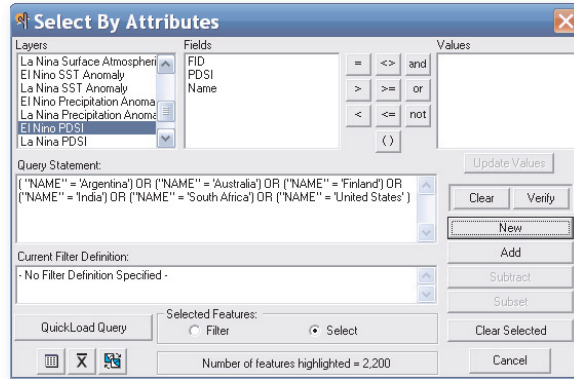 Select By Attributes
Layers
Fields
Values
La Nina Surface Atmospheri
El Nino SST Anomaly
La Nina SST Anomaly
El Nino Precipitation Anoma
La Nina Precipitation Anoma
El Nino PDSI
La Nina PDSI
FID
PDSI
Name
= <> and
> >= or
< <= not
( )
Update Values
Query Statement:
( "NAME" = 'Argentina') OR ("NAME" = 'Australia') OR ("NAME" = 'Finland') OR
("NAME" = 'India') OR ("NAME" = 'South Africa') OR ("NAME" = 'United States' )
Clear Verify
New
Add
Subtract
Subset
Current Filter Definition:
- No Filter Definition Specified -
QuickLoad Query
Selected Features:
Filter Select
Clear Selected
X
Number of features highlighted = 2,200
Cancel